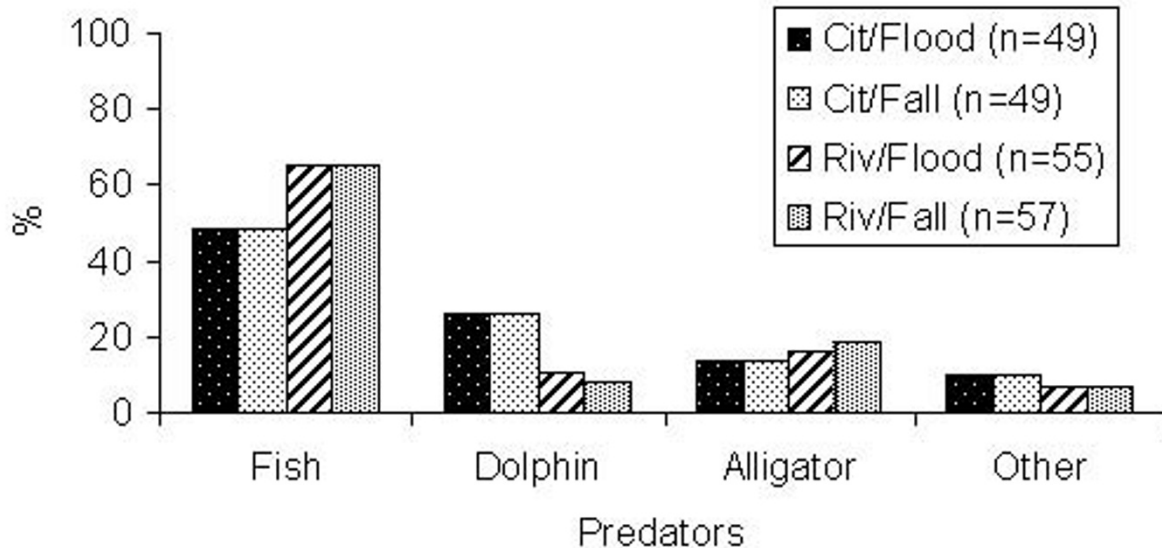 100
80
60
40
20
0
%
Cit/Flood (n=49)
Cit/Fall (n=49)
Riv/Flood (n=55)
Riv/Fall (n=57)
Fish
Dolphin
Alligator
Other
Predators